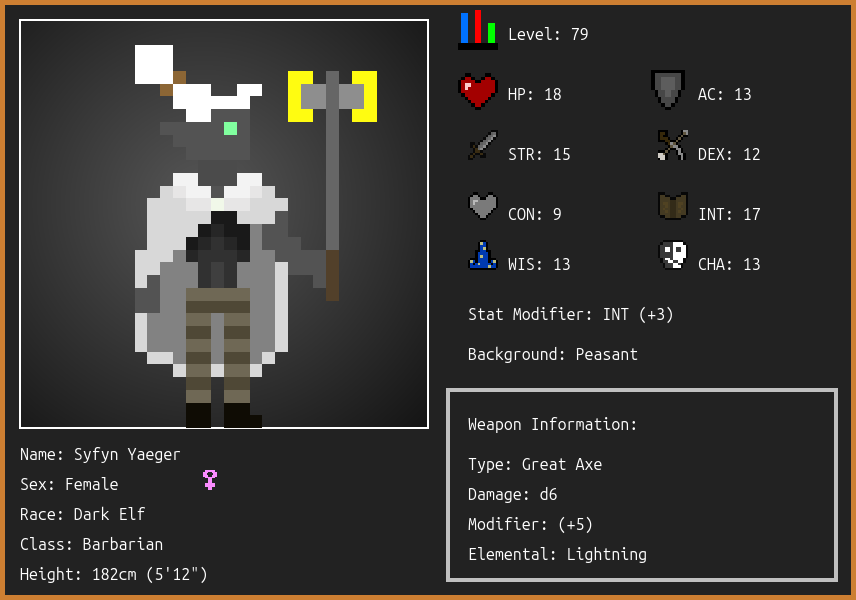 Level: 79
HP: 18
AC: 13
STR: 15
DEX: 12
CON: 9
INT: 17
WIS: 13
CHA: 13
Stat Modifier: INT (+3)
Background: Peasant
Weapon Information:
Type: Great Axe
Damage: d6
Modifier: (+5)
Elemental: Lightning
Name: Syfyn Yaeger
Sex: Female
Race: Dark Elf
Class: Barbarian
Height: 182cm (5'12")